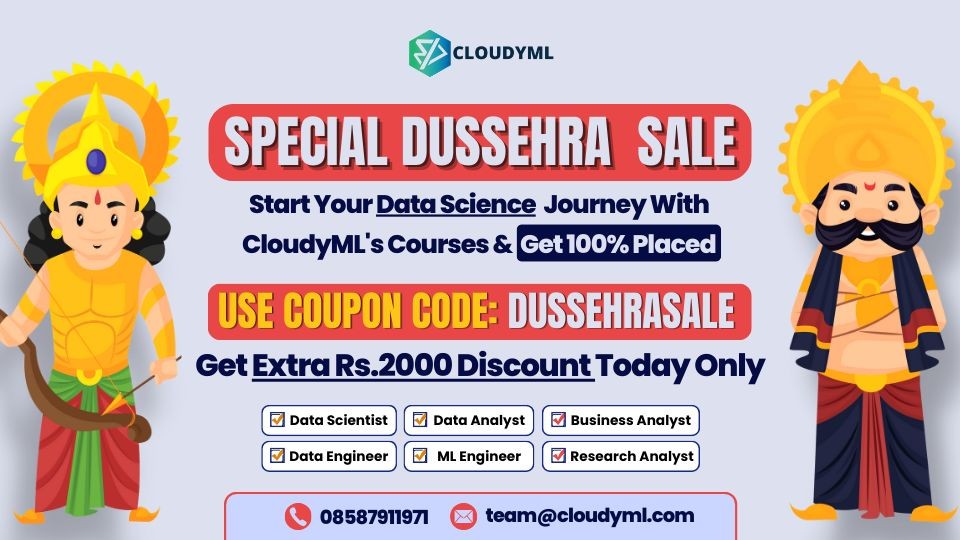 CLOUDYML
SPECIAL DUSSEHRA SALE
Start Your Data Science Journey With
CloudyML's Courses & Get 100% Placed
USE COUPON CODE: DUSSEHRASALE
Get Extra Rs.2000 Discount Today Only
Data Scientist Data Analyst Business Analyst
Data Engineer ML Engineer Research Analyst
08587911971 team@cloudyml.com